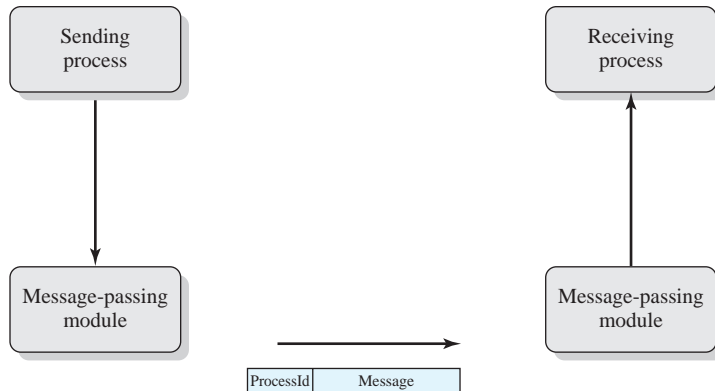 Sending
process
Receiving
process
Message-passing
module
Message-passing
module
ProcessId Message